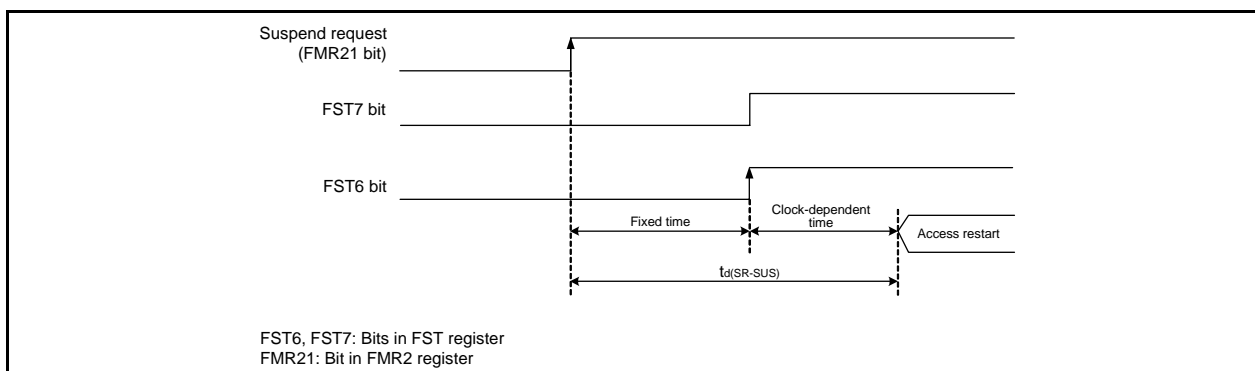 Suspend request
(FMR21 bit)
FST7 bit
FST6 bit
Fixed time
Clock-dependent
time
Access restart
td(SR-SUS)
FST6, FST7: Bits in FST register
FMR21: Bit in FMR2 register